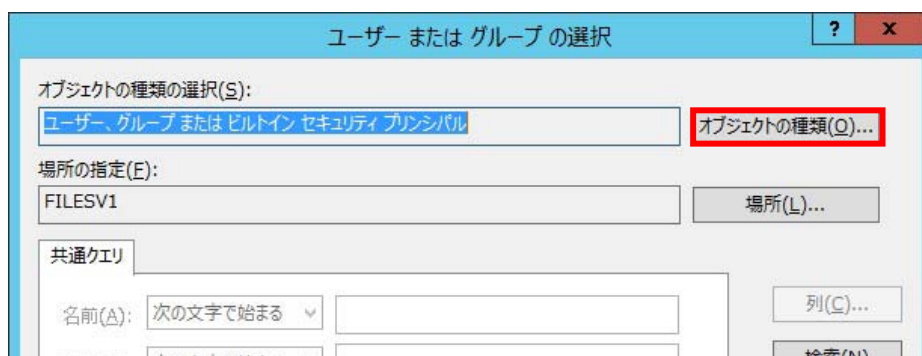 ユーザー または グループ の選択
? x
オブジェクトの種類の選択(S):
ユーザー、グループ または ビルトイン セキュリティ プリンシパル
オブジェクトの種類(O)...
場所の指定(F):
FILESV1
場所(L)...
共通クエリ
名前(A):
次の文字で始まる
列(C)...